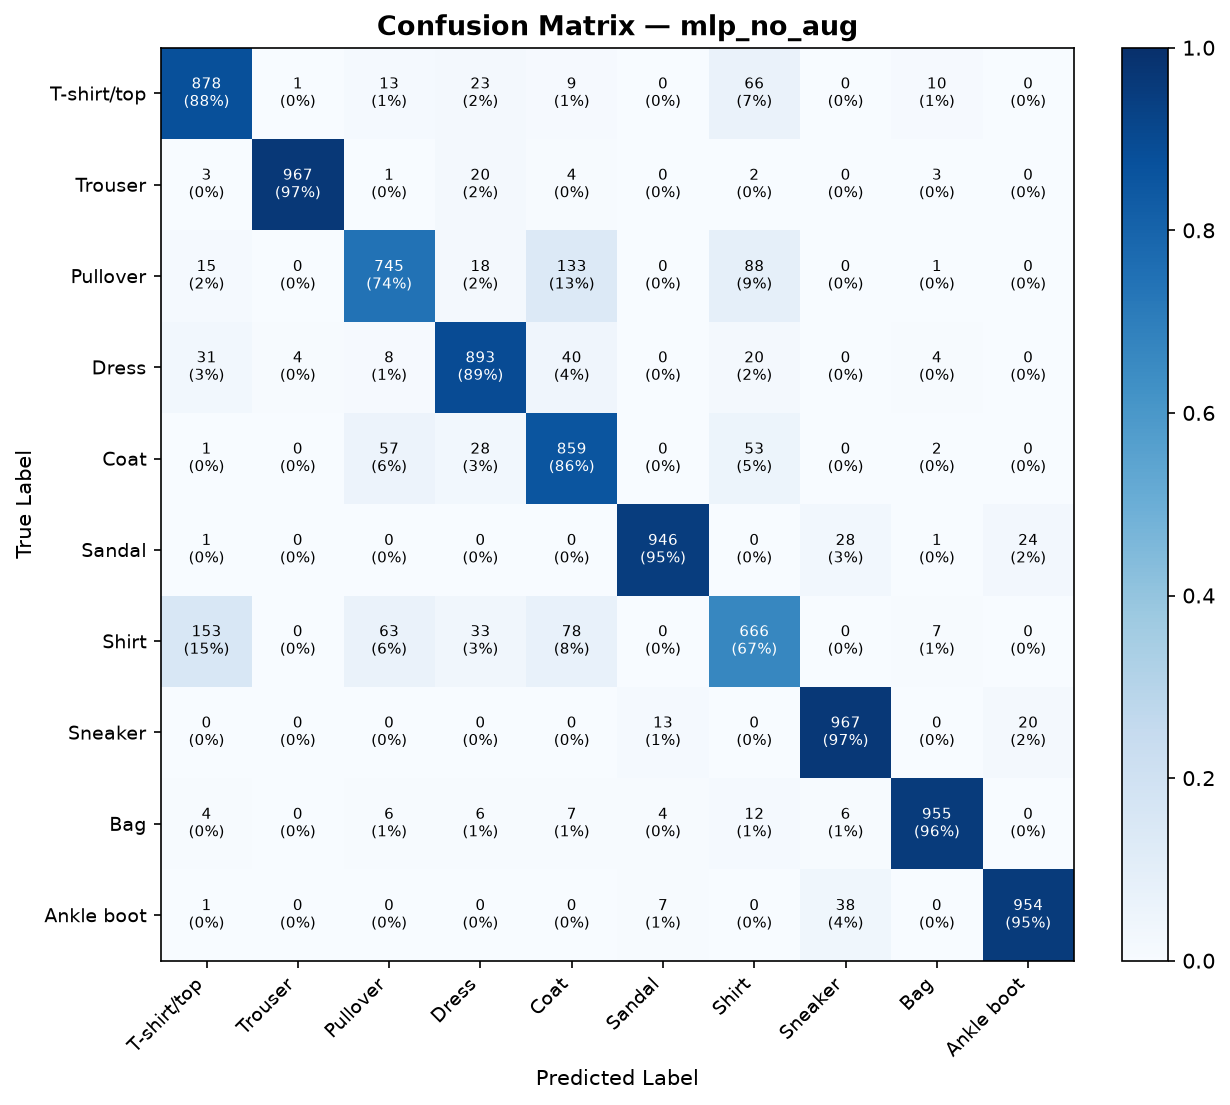 Confusion Matrix — mlp_no_aug
True Label
T-shirt/top 878 1 13 23 9 0 66 0 10 0
(88%) (0%) (1%) (2%) (1%) (0%) (7%) (0%) (1%) (0%)
Trouser 3 967 1 20 4 0 2 0 3 0
(0%) (97%) (0%) (2%) (0%) (0%) (0%) (0%) (0%) (0%)
Pullover 15 0 745 18 133 0 88 0 1 0
(2%) (0%) (74%) (2%) (13%) (0%) (9%) (0%) (0%) (0%)
Dress 31 4 8 893 40 0 20 0 4 0
(3%) (0%) (1%) (89%) (4%) (0%) (2%) (0%) (0%) (0%)
Coat 1 0 57 28 859 0 53 0 2 0
(0%) (0%) (6%) (3%) (86%) (0%) (5%) (0%) (0%) (0%)
Sandal 1 0 0 0 0 946 0 28 1 24
(0%) (0%) (0%) (0%) (0%) (95%) (0%) (3%) (0%) (2%)
Shirt 153 0 63 33 78 0 666 0 7 0
(15%) (0%) (6%) (3%) (8%) (0%) (67%) (0%) (1%) (0%)
Sneaker 0 0 0 0 0 13 0 967 0 20
(0%) (0%) (0%) (0%) (0%) (1%) (0%) (97%) (0%) (2%)
Bag 4 0 6 6 7 4 12 6 955 0
(0%) (0%) (1%) (1%) (1%) (0%) (1%) (1%) (96%) (0%)
Ankle boot 1 0 0 0 0 7 0 38 0 954
(0%) (0%) (0%) (0%) (0%) (1%) (0%) (4%) (0%) (95%)
T-shirt/top Trouser Pullover Dress Coat Sandal Shirt Sneaker Bag Ankle boot
Predicted Label
1.0
0.8
0.6
0.4
0.2
0.0